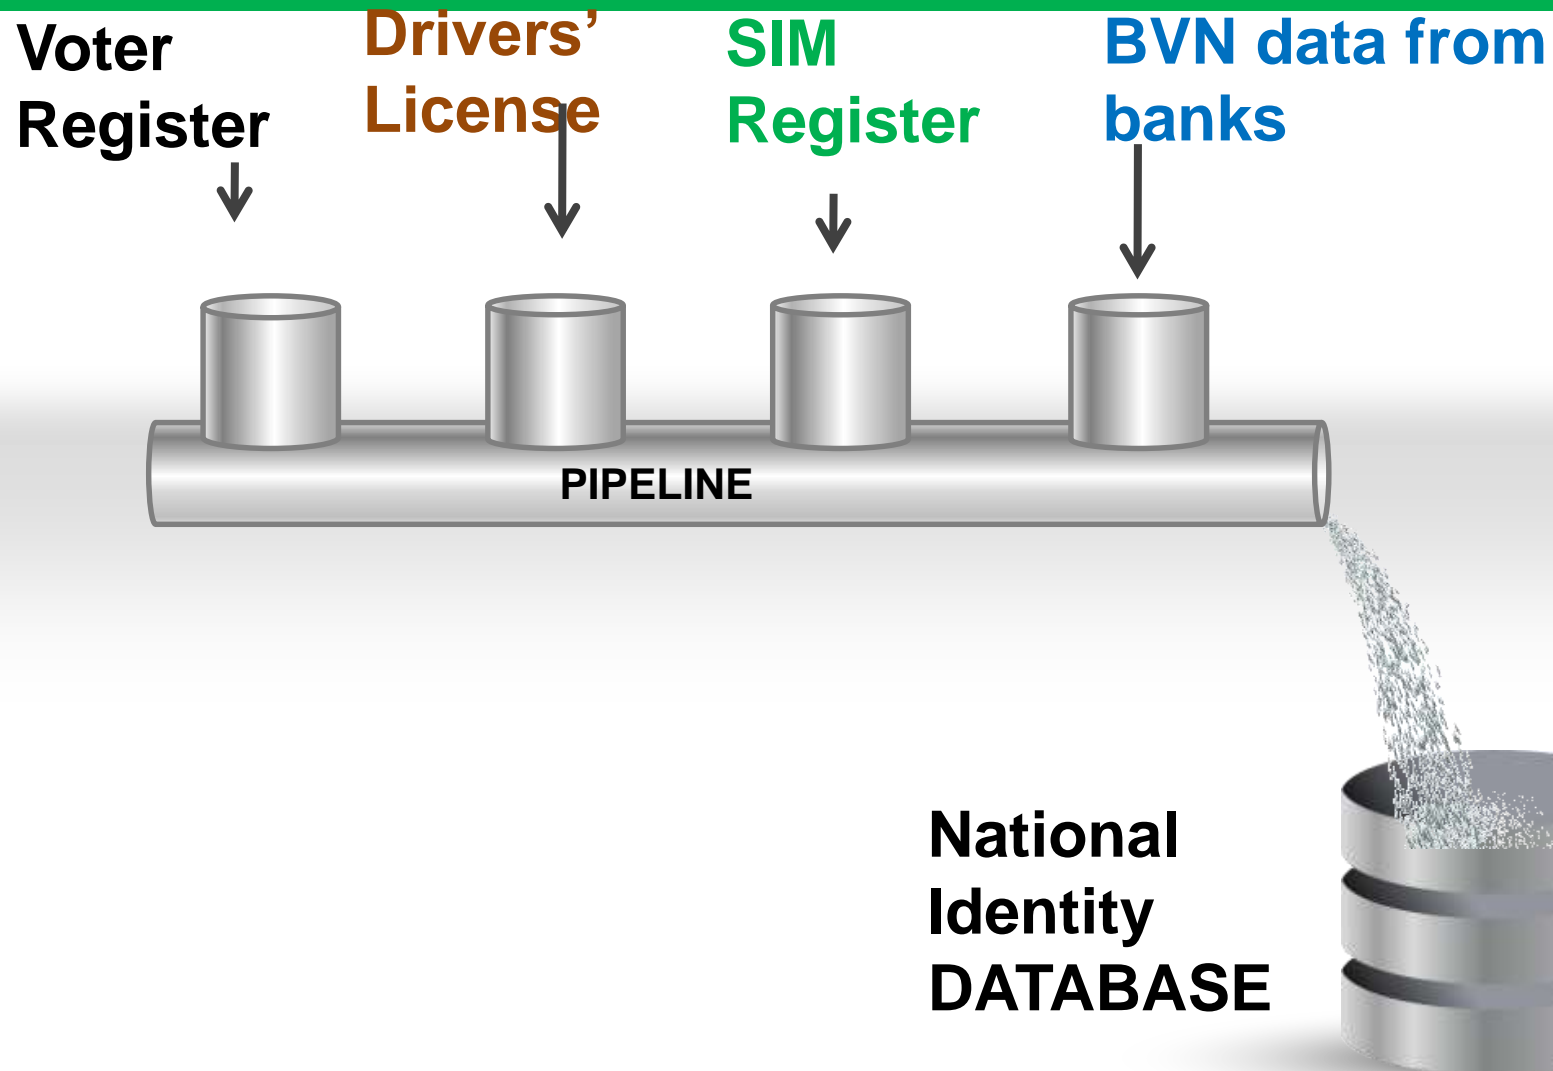 Voter
Register
Drivers’
License
SIM
Register
BVN data from
banks
PIPELINE
National
Identity
DATABASE